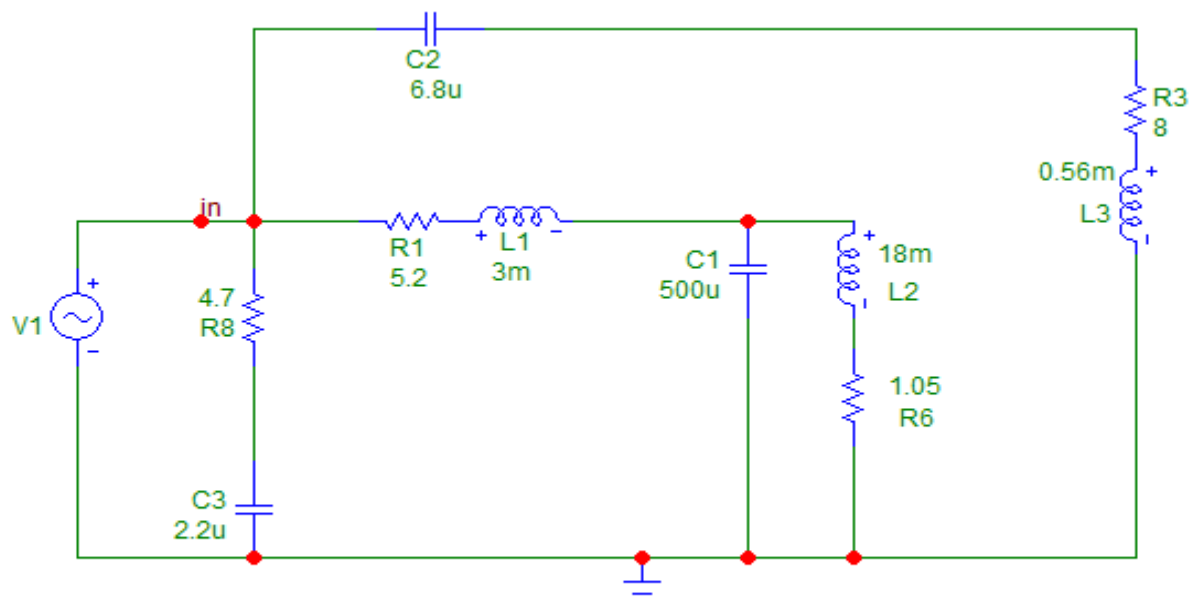 C2
6.8u
R3
8
0.56m
L3
in
R1
5.2
L1
3m
C1
500u
18m
L2
V1
4.7
R8
1.05
R6
C3
2.2u